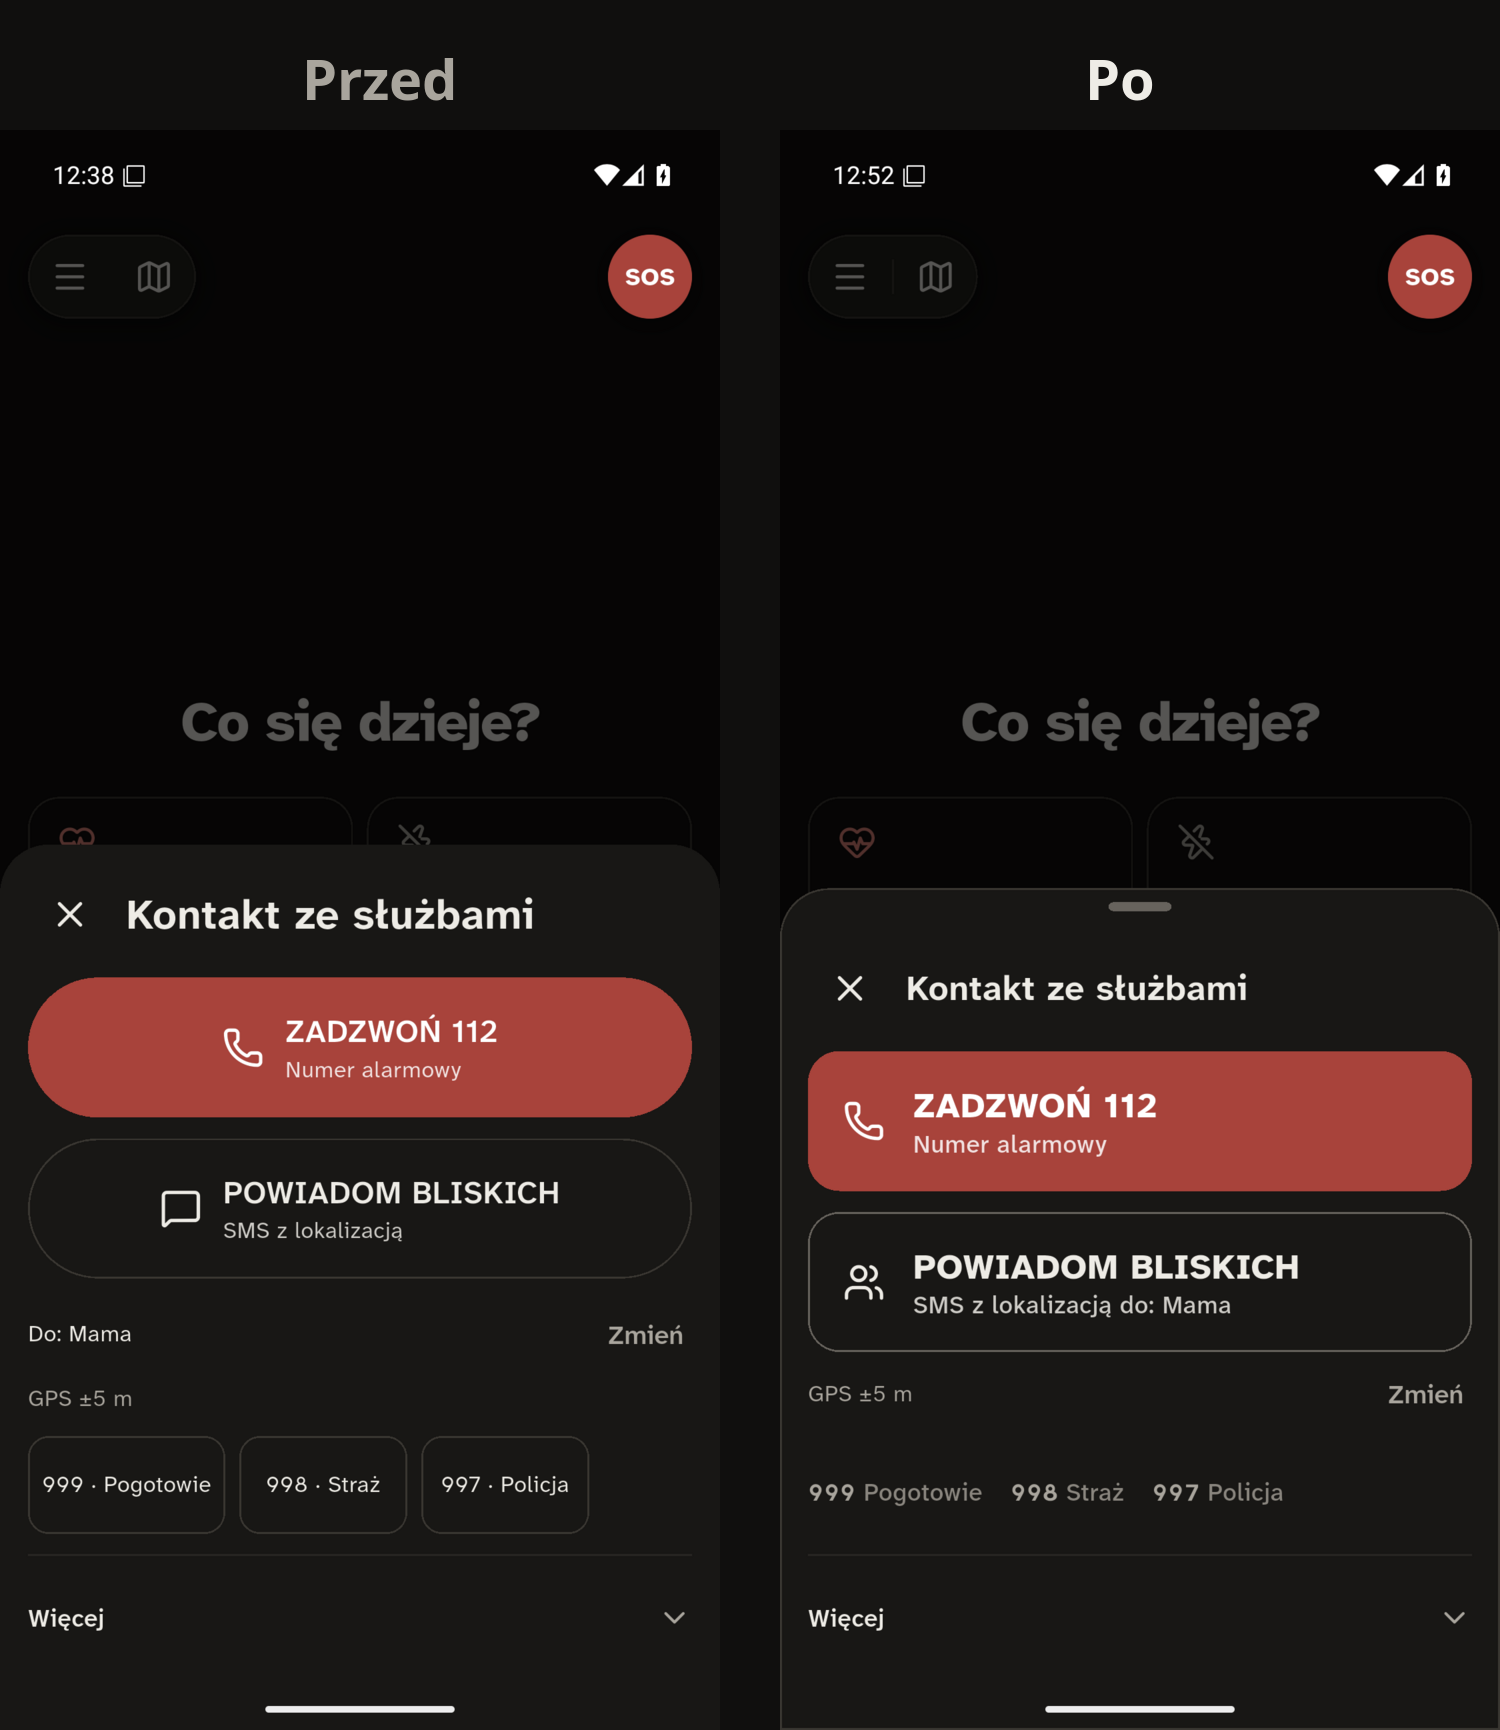 Przed
12:38
SOS
Co się dzieje?
Kontakt ze służbami
ZADZWOŃ 112
Numer alarmowy
POWIADOM BLISKICH
SMS z lokalizacją
Do: Mama
Zmień
GPS ±5 m
999 · Pogotowie
998 · Straż
997 · Policja
Więcej
Po
12:52
SOS
Co się dzieje?
Kontakt ze służbami
ZADZWOŃ 112
Numer alarmowy
POWIADOM BLISKICH
SMS z lokalizacją do: Mama
GPS ±5 m
Zmień
999 Pogotowie 998 Straż 997 Policja
Więcej